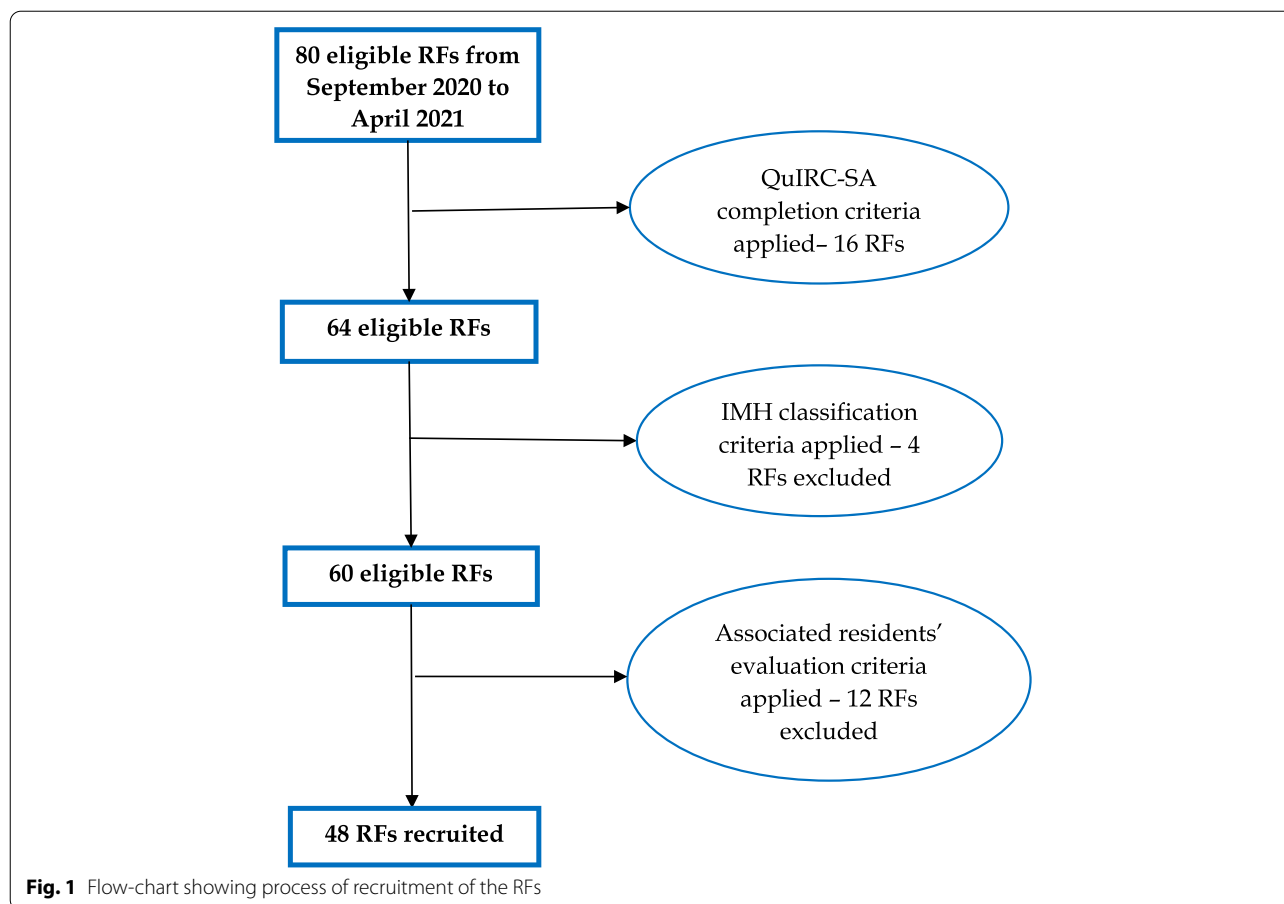 80 eligible RFs from
September 2020 to
April 2021
QuIRC-SA
completion criteria
applied– 16 RFs
64 eligible RFs
IMH classification
criteria applied – 4
RFs excluded
60 eligible RFs
Associated residents’
evaluation criteria
applied – 12 RFs
excluded
48 RFs recruited
Fig. 1 Flow-chart showing process of recruitment of the RFs